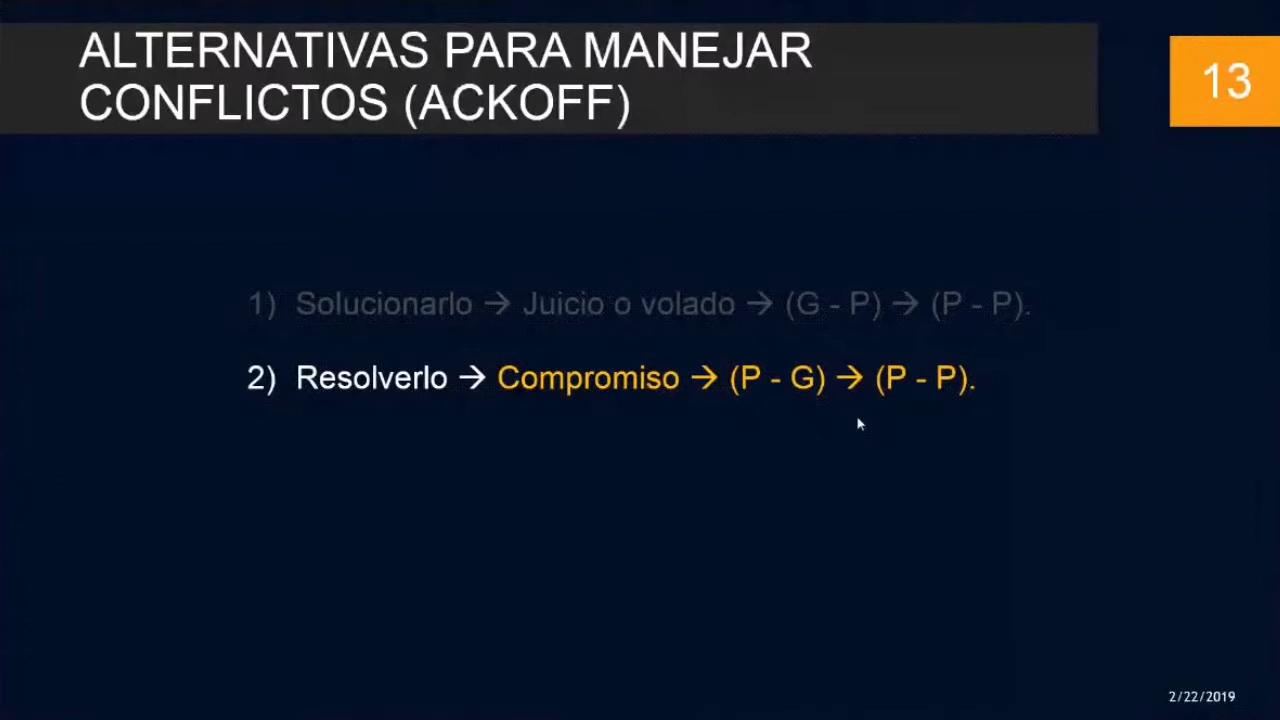 ALTERNATIVAS PARA MANEJAR
CONFLICTOS (ACKOFF)
13
1) Solucionarlo → Juicio o volado → (G - P) → (P - P).
2) Resolverlo → Compromiso → (P - G) → (P - P).
2/22/2019